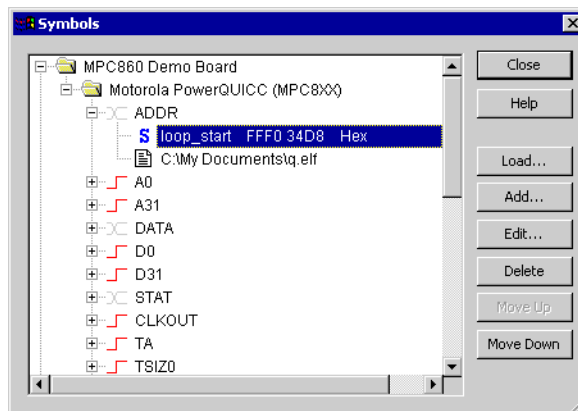 Symbols
MPC860 Demo Board
Motorola PowerQUICC (MPC8XX)
ADDR
S loop_start FFF0 34D8 Hex
C:\My Documents\q.elf
A0
A31
DATA
D0
D31
STAT
CLKOUT
TA
TSIZ0
Close
Help
Load...
Add...
Edit...
Delete
Move Up
Move Down